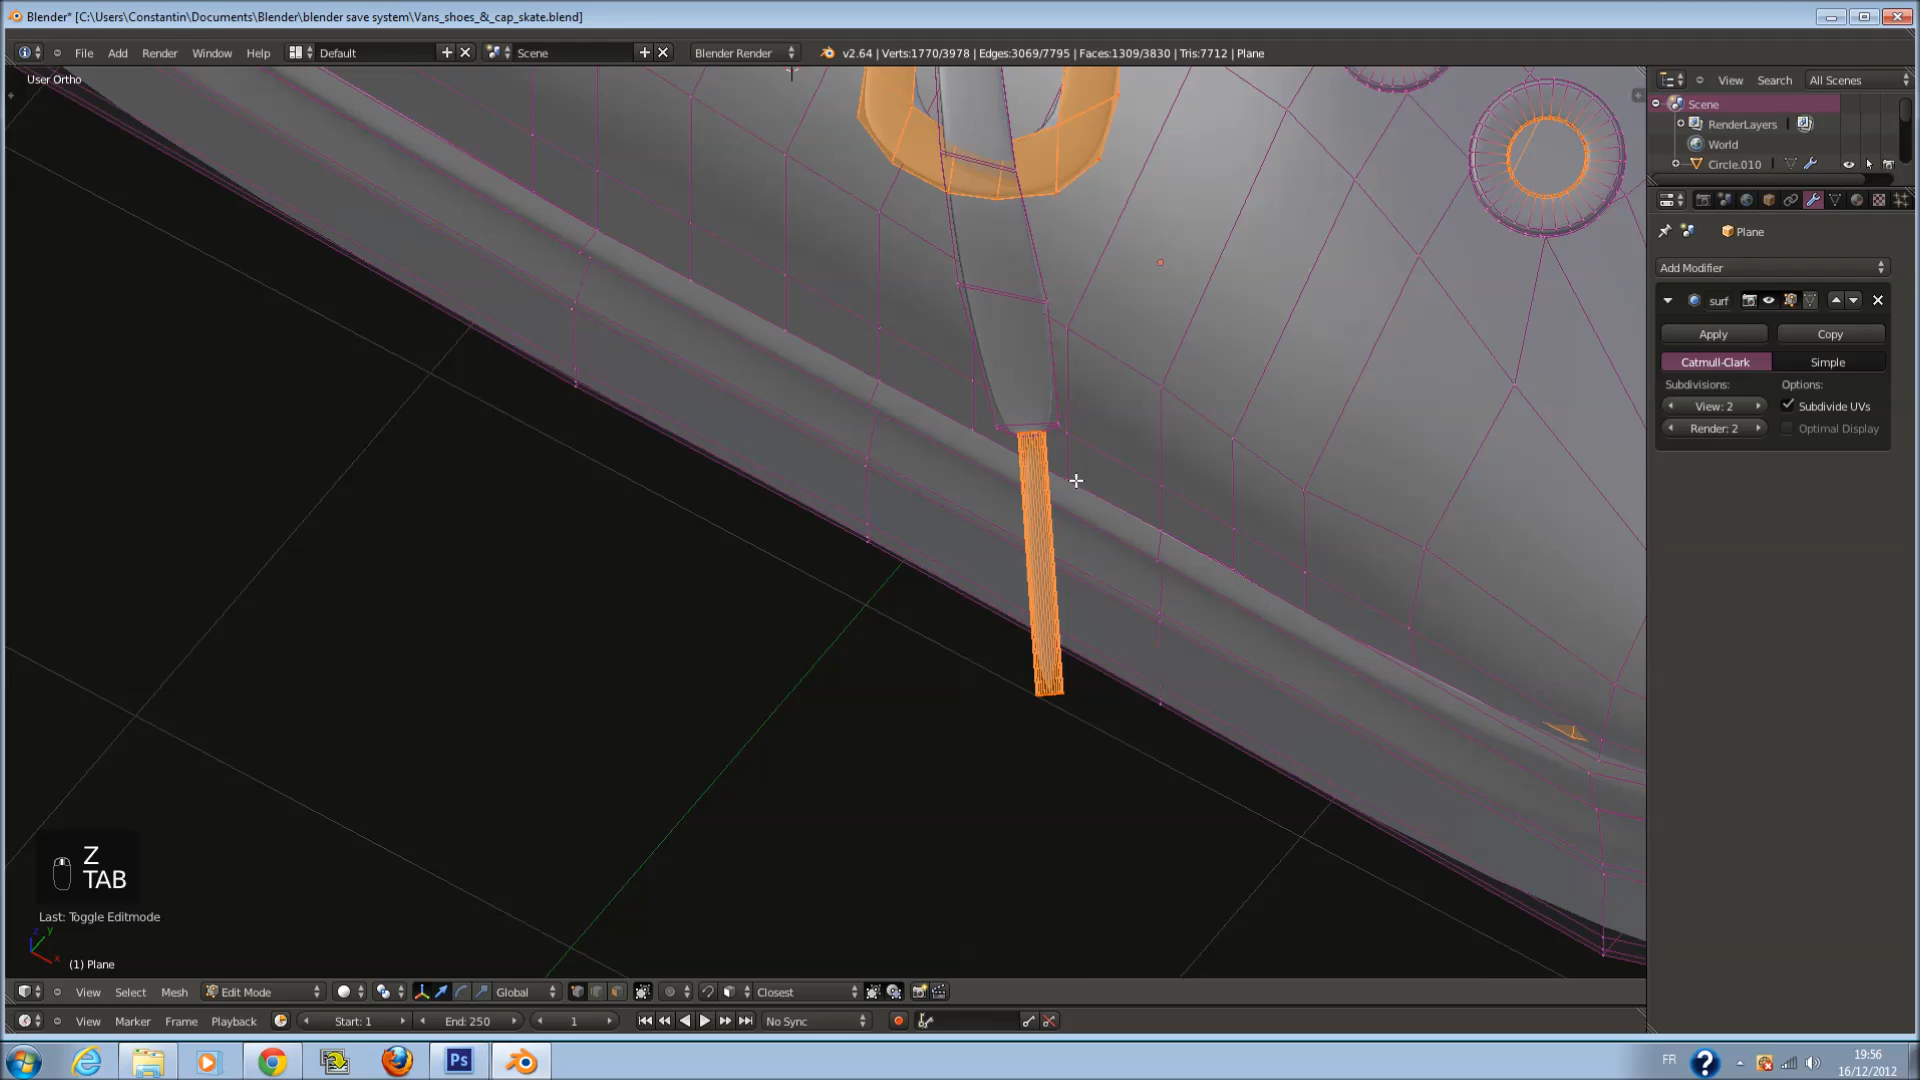 Blender* [C:\Users\Constantin\Documents\Blender\blender save system\Vans_shoes_&_cap_skate.blend]
File Add Render Window Help Default Scene Blender Render v2.64 | Verts:1770/3978 | Edges:3069/7795 | Faces:1309/3830 | Tris:7712 | Plane
User Ortho
View Search All Scenes
Scene
RenderLayers
World
Circle.010
Plane
Add Modifier
surf
Apply Copy
Catmull-Clark Simple
Subdivisions: Options:
View: 2 Subdivide UVs
Render: 2 Optimal Display
Z
TAB
Last: Toggle Editmode
z y x
(1) Plane
View Select Mesh Edit Mode Global Closest
View Marker Frame Playback Start: 1 End: 250 1 No Sync
Ps
FR ? 19:56
16/12/2012